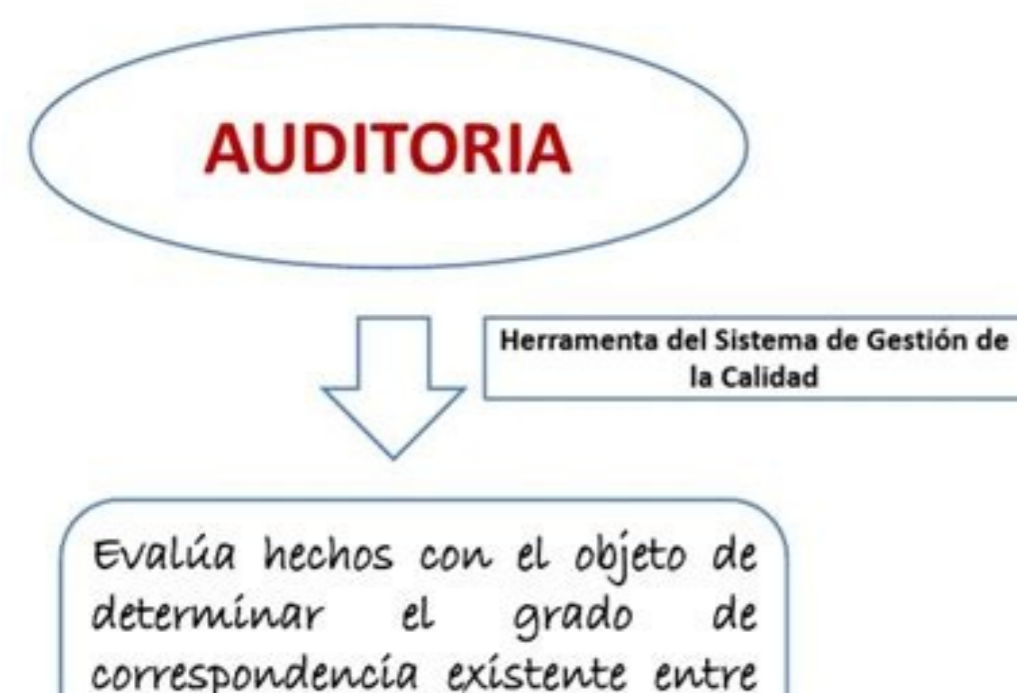 AUDITORIA
Herramenta del Sistema de Gestión de
la Calidad
Evalúa hechos con el objeto de
determinar el grado de
correspondencia existente entre